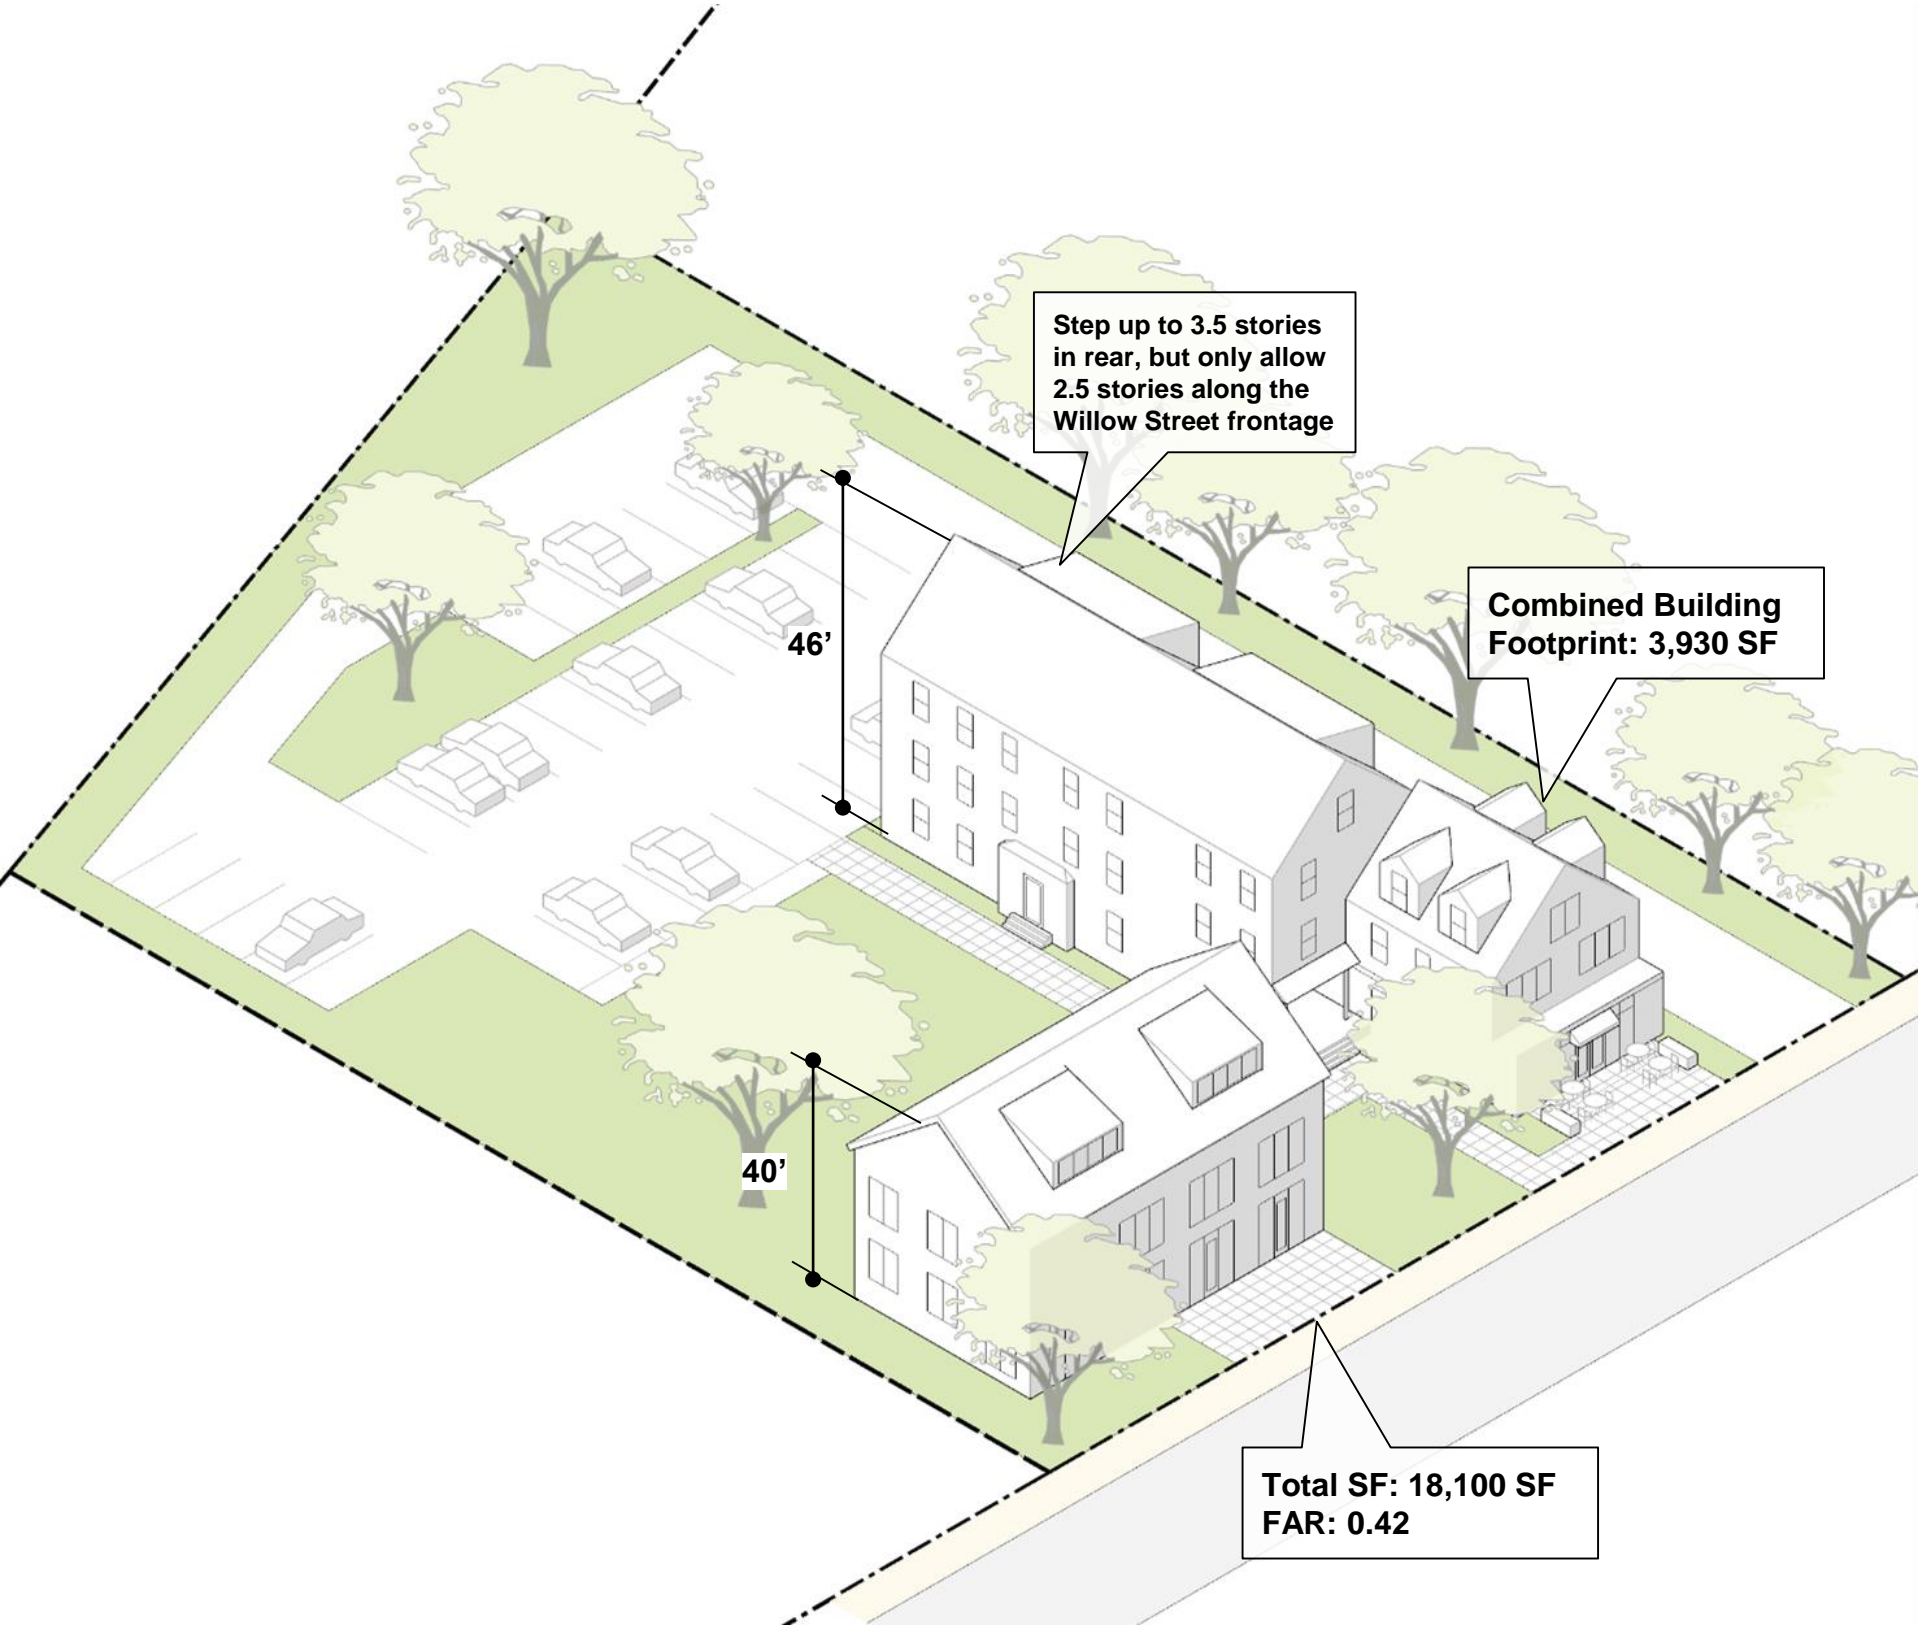 Step up to 3.5 stories
in rear, but only allow
2.5 stories along the
Willow Street frontage
Combined Building
Footprint: 3,930 SF
46’
40’
Total SF: 18,100 SF
FAR: 0.42